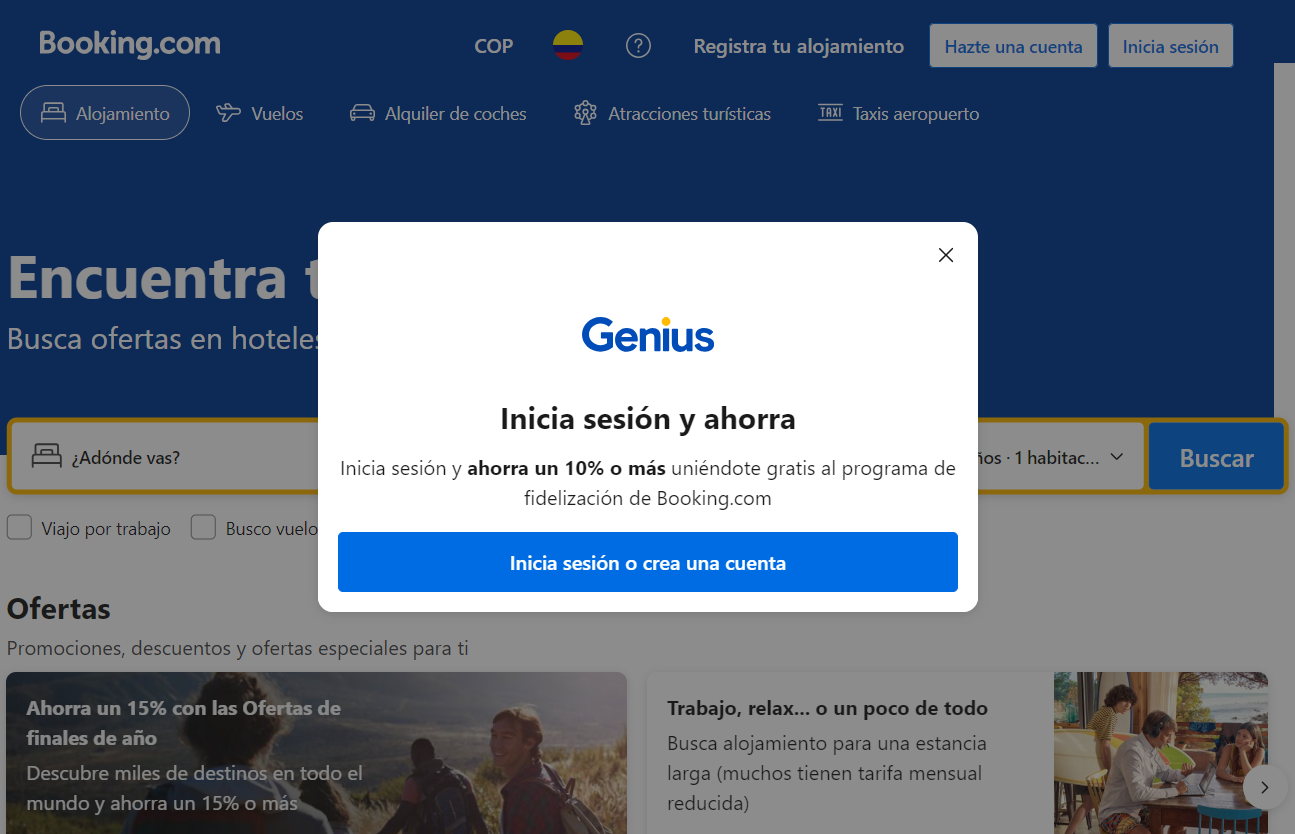 Booking.com
COP
Registra tu alojamiento
Hazte una cuenta
Inicia sesión
Alojamiento
Vuelos
Alquiler de coches
Atracciones turísticas
TAXI
Taxis aeropuerto
Encuentra t
Busca ofertas en hoteles
Genius
Inicia sesión y ahorra
Inicia sesión y ahorra un 10% o más uniéndote gratis al programa de
fidelización de Booking.com
Inicia sesión o crea una cuenta
¿Adónde vas?
ños · 1 habitac...
Buscar
Viajo por trabajo
Busco vuelo
Ofertas
Promociones, descuentos y ofertas especiales para ti
Ahorra un 15% con las Ofertas de
finales de año
Descubre miles de destinos en todo el
mundo y ahorra un 15% o más
Trabajo, relax... o un poco de todo
Busca alojamiento para una estancia
larga (muchos tienen tarifa mensual
reducida)